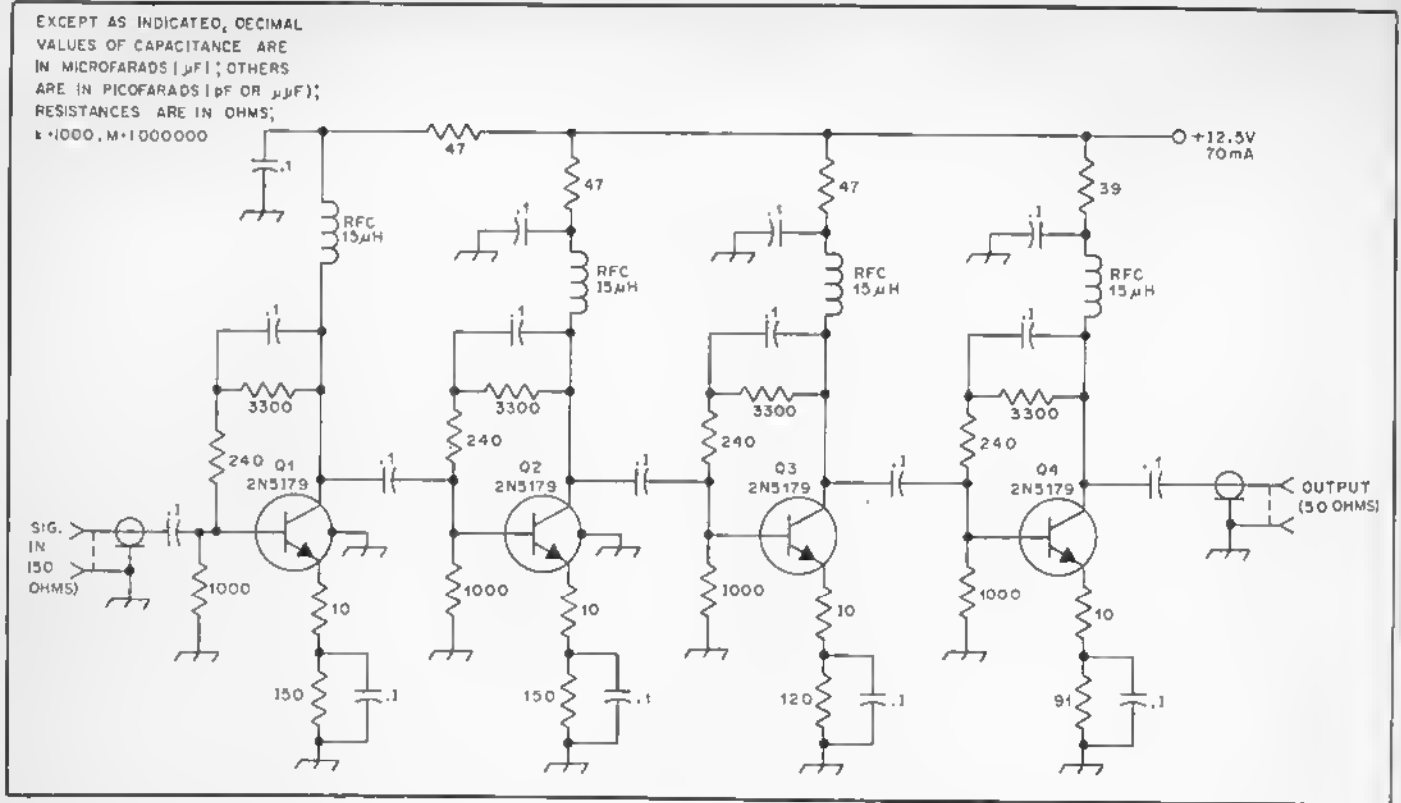 EXCEPT AS INDICATED, DECIMAL
VALUES OF CAPACITANCE ARE
IN MICROFARADS (µF); OTHERS
ARE IN PICOFARADS (pF OR µµF);
RESISTANCES ARE IN OHMS;
k=1000, M=1000000
47
+12.5V
70mA
.1
47
47
39
RFC
15µH
.1
.1
.1
RFC
15µH
RFC
15µH
RFC
15µH
.1
.1
.1
.1
3300
3300
3300
3300
240
240
240
240
Q1
2N5179
.1
Q2
2N5179
.1
Q3
2N5179
.1
Q4
2N5179
.1
OUTPUT
(50 OHMS)
SIG.
IN
150
OHMS)
.1
1000
1000
1000
1000
10
10
10
10
150
.1
150
.1
120
.1
91
.1